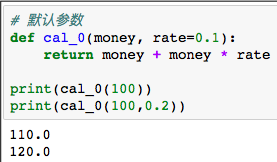 # 默认参数
def cal_0(money, rate=0.1):
    return money + money * rate
print(cal_0(100))
print(cal_0(100,0.2))
110.0
120.0